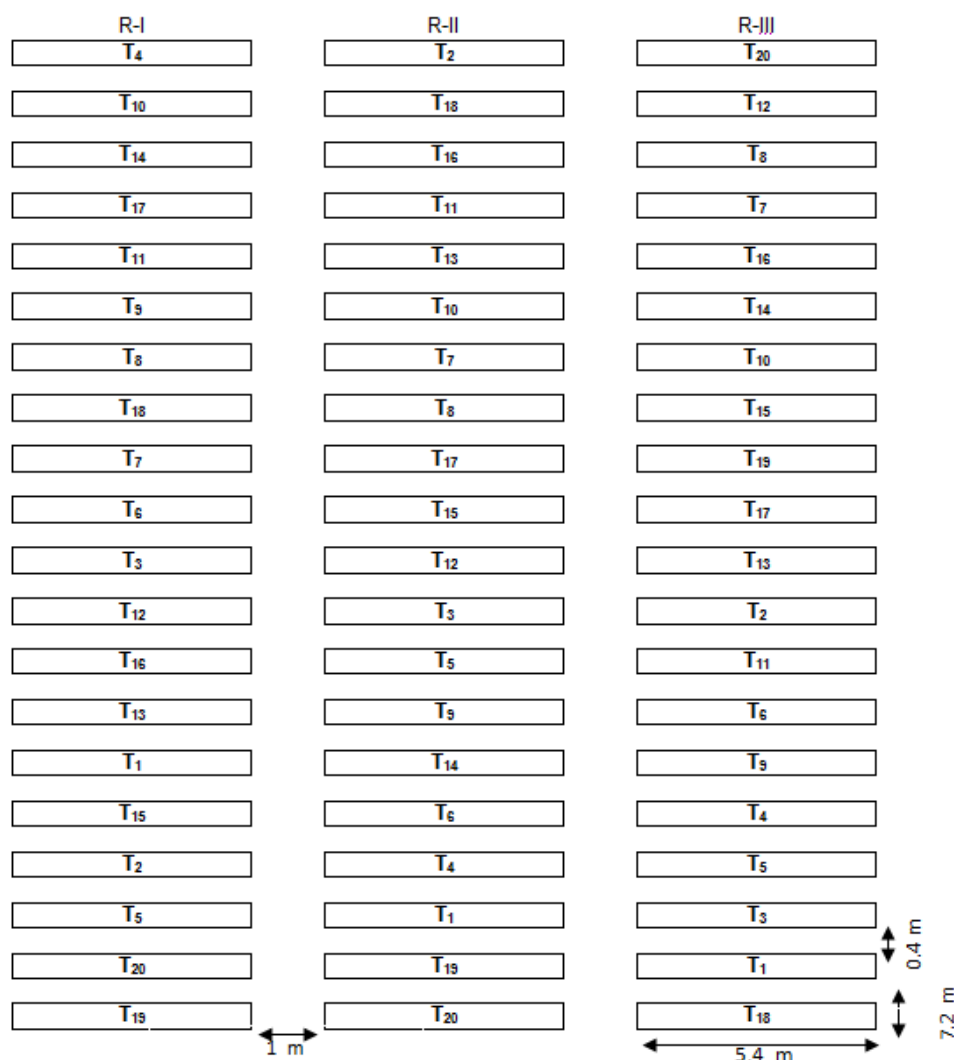 R-I R-II R-III
T4 T2 T20
T10 T18 T12
T14 T16 T8
T17 T11 T7
T11 T13 T16
T9 T10 T14
T8 T7 T10
T18 T8 T15
T7 T17 T19
T6 T15 T17
T3 T12 T13
T12 T3 T2
T16 T5 T11
T13 T9 T6
T1 T14 T9
T15 T6 T4
T2 T4 T5
T5 T1 T3
0.4 m
T20 T19 T1
T19 T20 T18
7.2 m
1 m
5.4 m